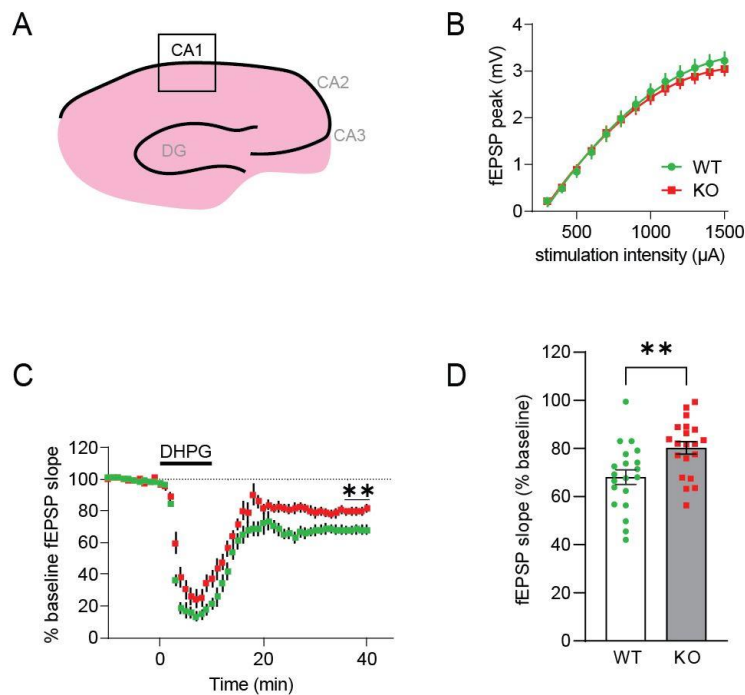 A
CA1
CA2
CA3
DG
B
fEPSP peak (mV)
4
3
2
1
0
WT
KO
500 1000 1500
stimulation intensity (µA)
C
% baseline fEPSP slope
DHPG
120
100
80
60
40
20
0
**
0 20 40
Time (min)
D
fEPSP slope (% baseline)
**
120
100
80
60
40
20
0
WT KO